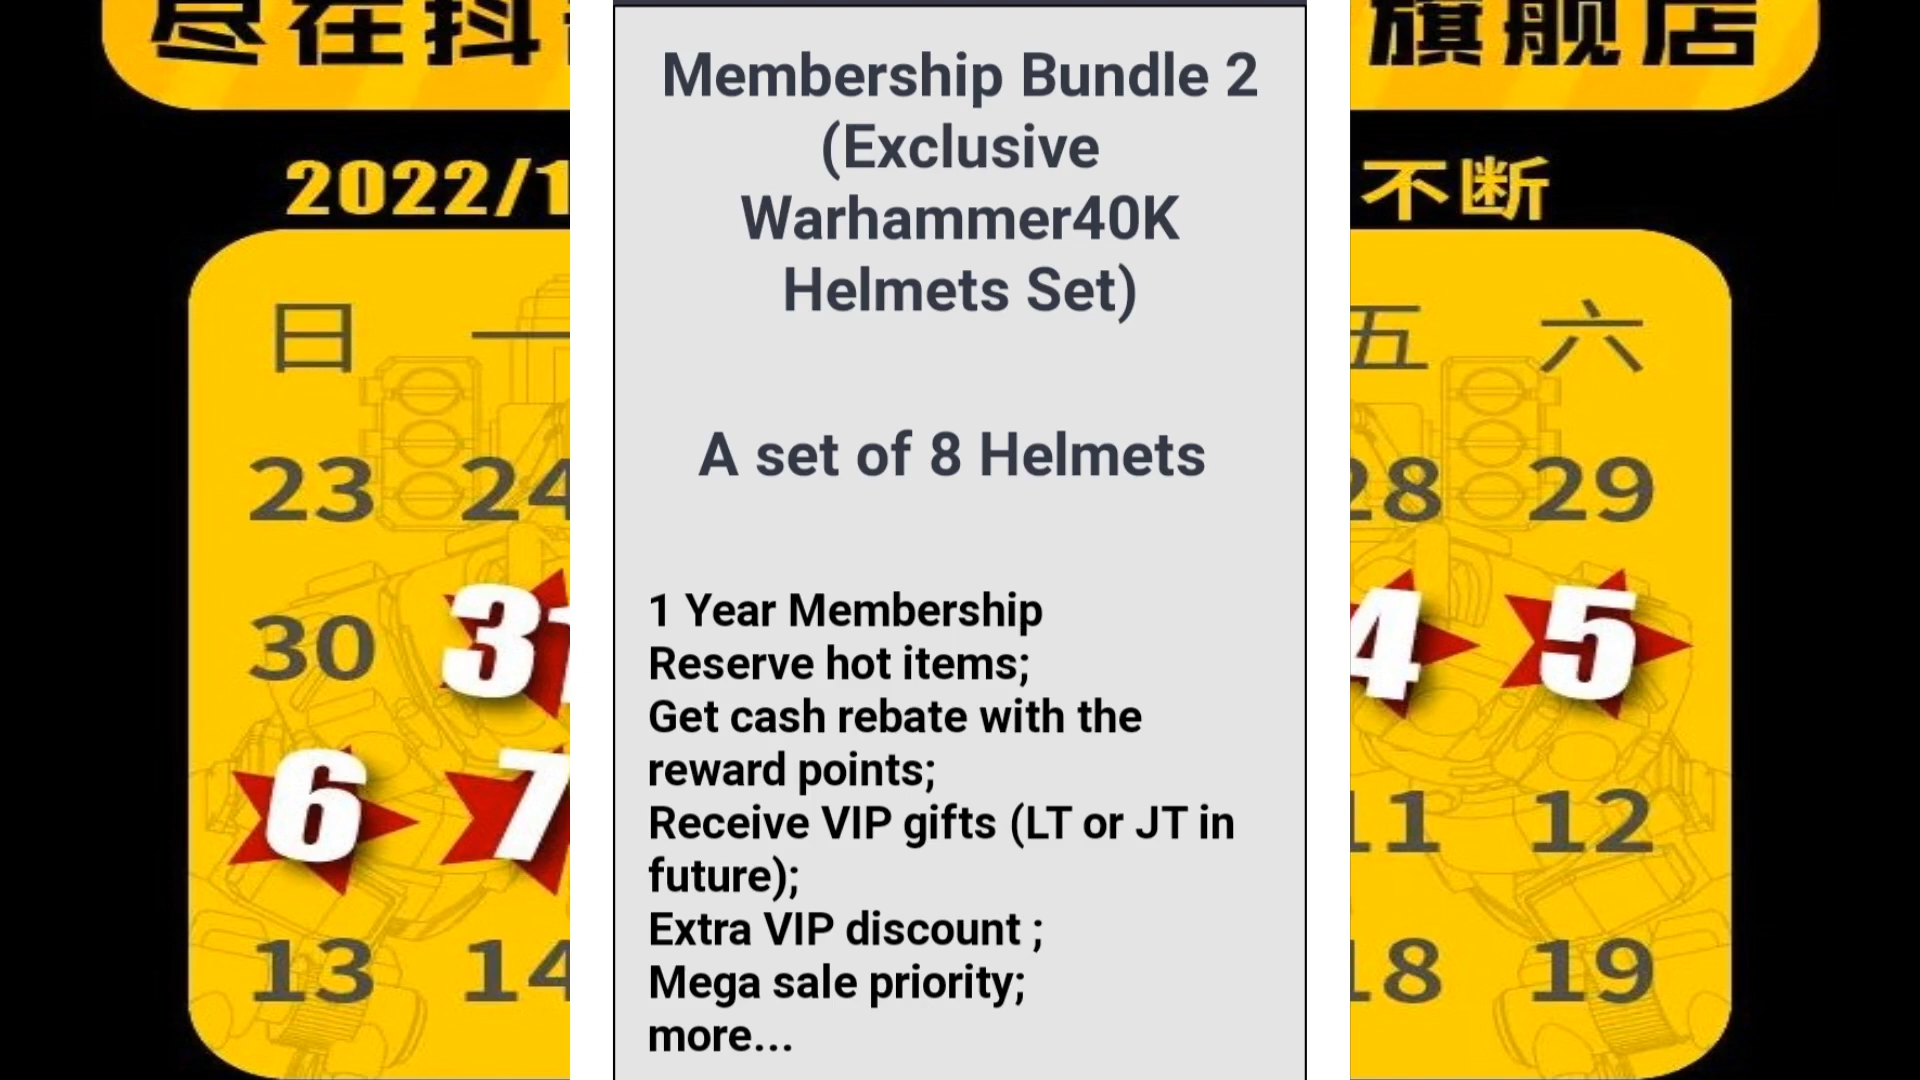 尽在抖
旗舰店
2022/1
不断
日 一
五 六
23 24
28 29
30 31
4 5
6 7
11 12
13 14
18 19
Membership Bundle 2
(Exclusive
Warhammer40K
Helmets Set)
A set of 8 Helmets
1 Year Membership
Reserve hot items;
Get cash rebate with the
reward points;
Receive VIP gifts (LT or JT in
future);
Extra VIP discount ;
Mega sale priority;
more...